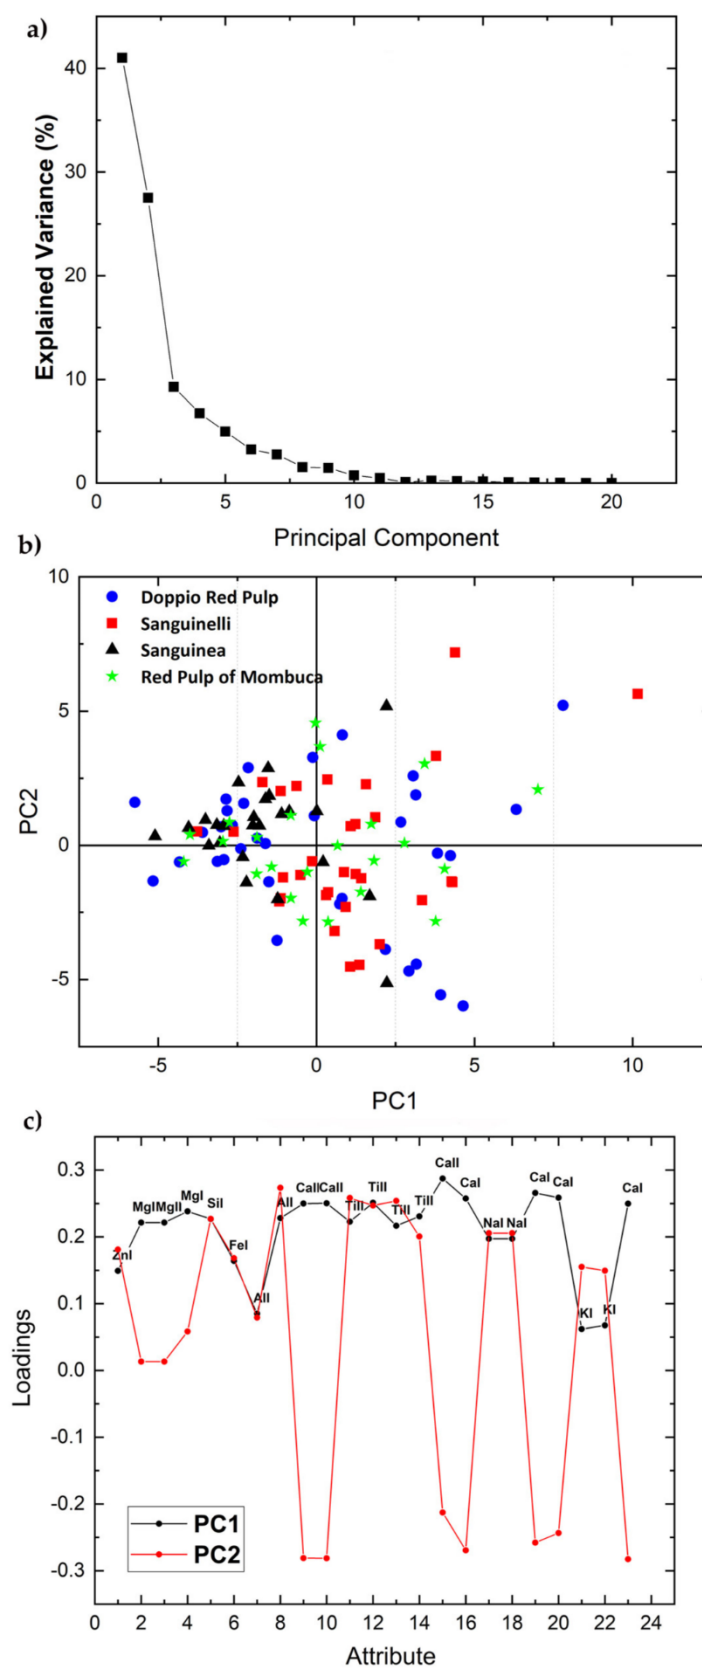 a)
40
30
20
10
0
Explained Variance (%)
0 5 10 15 20
Principal Component
b)
10
5
0
-5
PC2
Doppio Red Pulp
Sanguinelli
Sanguinea
Red Pulp of Mombuca
-5 0 5 10
PC1
c)
0.3
0.2
0.1
0.0
-0.1
-0.2
-0.3
Loadings
ZnI
MgII
MgII
MgI
SiI
FeI
AlI
AlI
CaII
CaII
TiII
TiII
TiII
TiII
CaII
CaI
NaI
NaI
CaI
CaI
KI
KI
CaI
PC1
PC2
0 2 4 6 8 10 12 14 16 18 20 22 24
Attribute